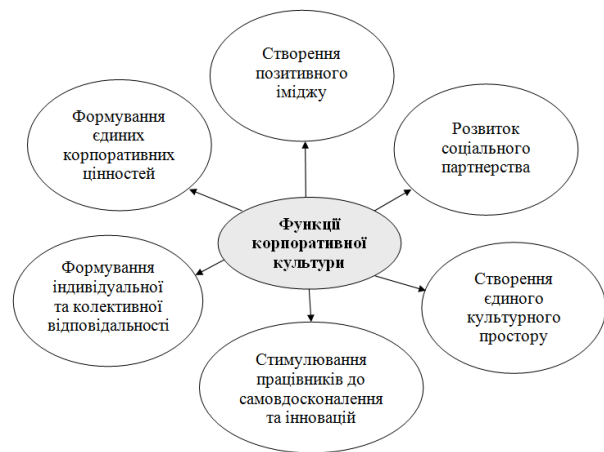 Створення
позитивного
іміджу
Формування
єдиних
корпоративних
цінностей
Розвиток
соціального
партнерства
Функції
корпоративної
культури
Формування
індивідуальної
та колективної
відповідальності
Створення
єдиного
культурного
простору
Стимулювання
працівників до
самовдосконалення
та інновацій